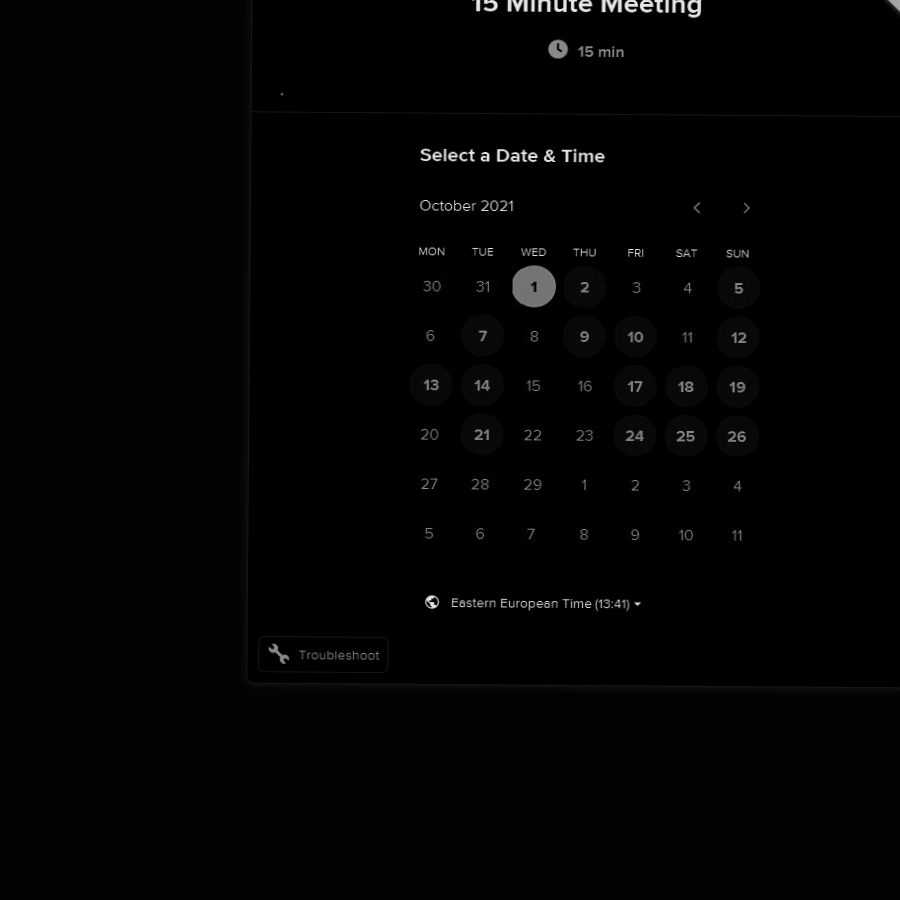 15 Minute Meeting
15 min
Select a Date & Time
October 2021
MON TUE WED THU FRI SAT SUN
30 31 1 2 3 4 5
6 7 8 9 10 11 12
13 14 15 16 17 18 19
20 21 22 23 24 25 26
27 28 29 1 2 3 4
5 6 7 8 9 10 11
Eastern European Time (13:41)
Troubleshoot